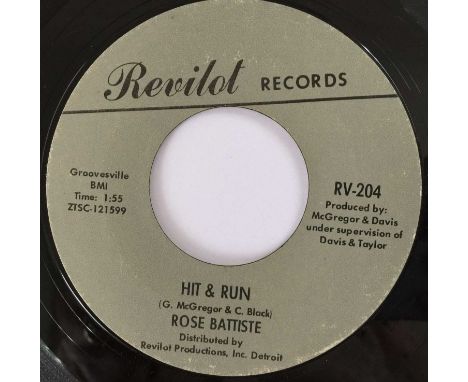 Revilot RECORDS
Groovesville
BMI
Time: 1:55
ZTSC-121599
RV-204
Produced by:
McGregor & Davis
under supervision of
Davis & Taylor
HIT & RUN
(G. McGregor & C. Black)
ROSE BATTISTE
Distributed by
Revilot Productions, Inc. Detroit